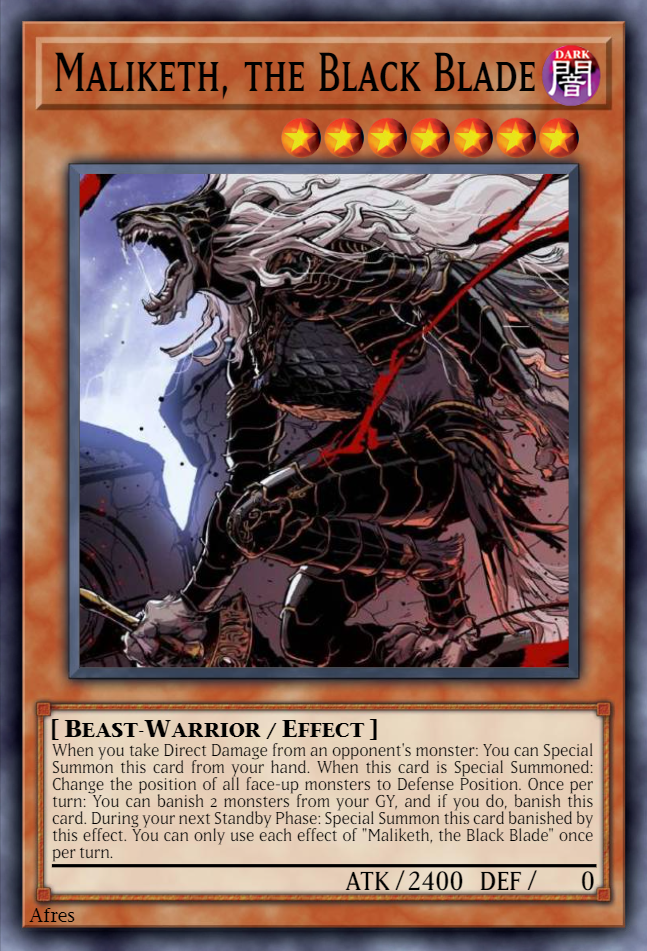 Maliketh, the Black Blade
DARK
闇
[ Beast-Warrior / Effect ]
When you take Direct Damage from an opponent's monster: You can Special
Summon this card from your hand. When this card is Special Summoned:
Change the position of all face-up monsters to Defense Position. Once per
turn: You can banish 2 monsters from your GY, and if you do, banish this
card. During your next Standby Phase: Special Summon this card banished by
this effect. You can only use each effect of "Maliketh, the Black Blade" once
per turn.
ATK / 2400 DEF / 0
Afres